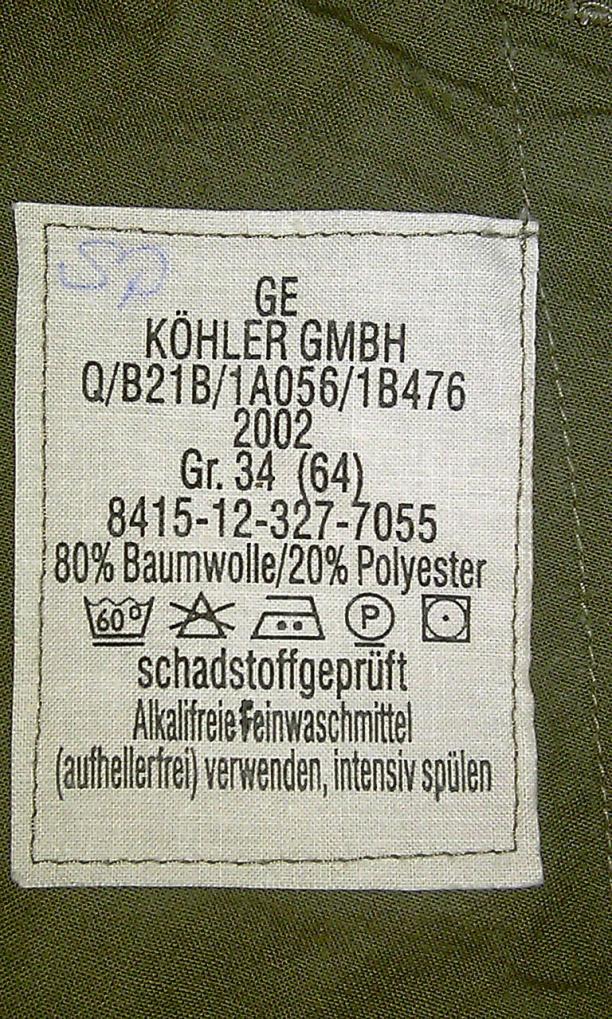 GE
KÖHLER GMBH
Q/B21B/1A056/1B476
2002
Gr. 34 (64)
8415-12-327-7055
80% Baumwolle/20% Polyester
60° P
schadstoffgeprüft
Alkalifreie Feinwaschmittel
(aufhellerfrei) verwenden, intensiv spülen